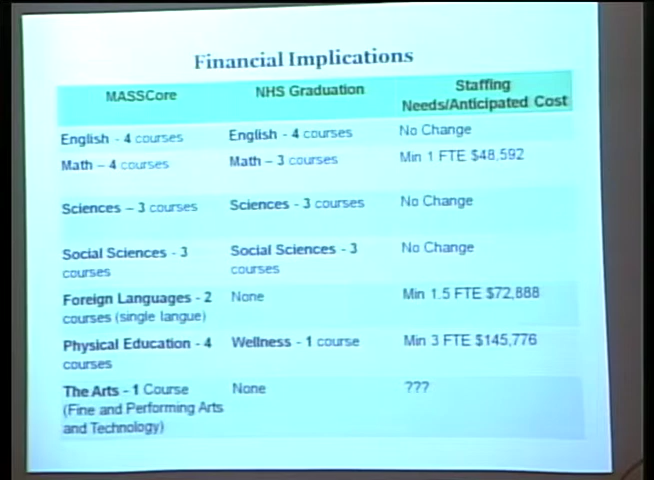 Financial Implications
MASSCore NHS Graduation Staffing
Needs/Anticipated Cost
English - 4 courses English - 4 courses No Change
Math – 4 courses Math – 3 courses Min 1 FTE $48,592
Sciences – 3 courses Sciences - 3 courses No Change
Social Sciences - 3 Social Sciences - 3 No Change
courses courses
Foreign Languages - 2 None Min 1.5 FTE $72,888
courses (single langue)
Physical Education - 4 Wellness - 1 course Min 3 FTE $145,776
courses
The Arts - 1 Course None ???
(Fine and Performing Arts
and Technology)